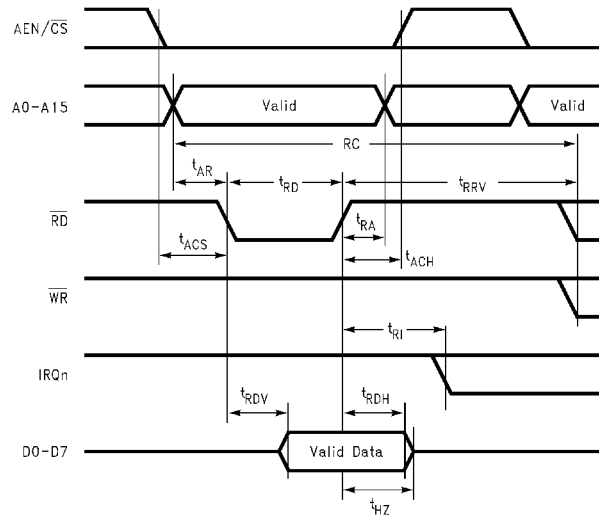 AEN/CS
A0-A15
Valid
Valid
RC
tAR
tRD
tRRV
RD
tRA
tACS
tACH
WR
tRI
IRQn
tRDV
tRDH
D0-D7
Valid Data
tHZ